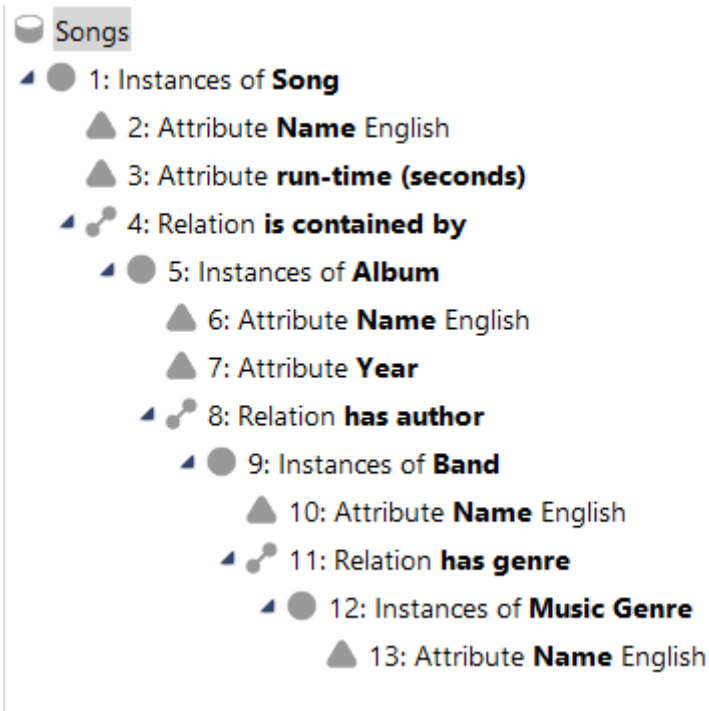 Songs
1: Instances of Song
2: Attribute Name English
3: Attribute run-time (seconds)
4: Relation is contained by
5: Instances of Album
6: Attribute Name English
7: Attribute Year
8: Relation has author
9: Instances of Band
10: Attribute Name English
11: Relation has genre
12: Instances of Music Genre
13: Attribute Name English